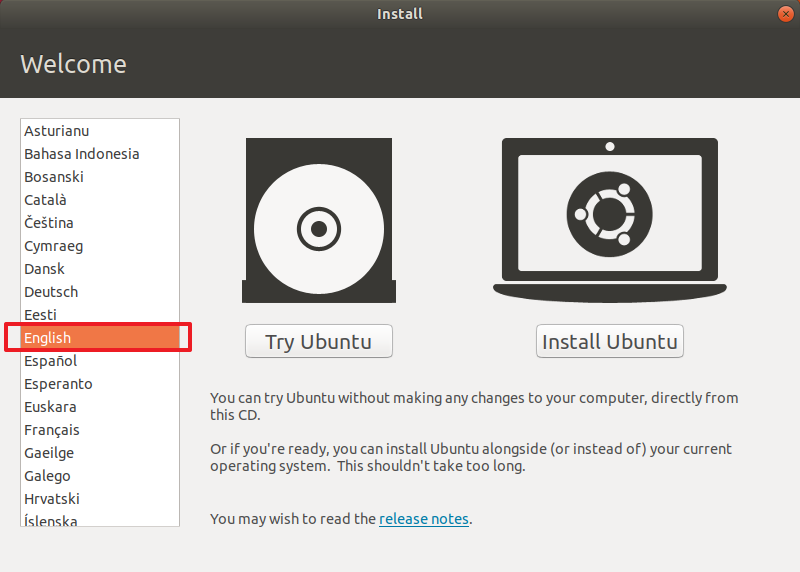 Install
Welcome
Asturianu
Bahasa Indonesia
Bosanski
Català
Čeština
Cymraeg
Dansk
Deutsch
Eesti
English
Español
Esperanto
Euskara
Français
Gaeilge
Galego
Hrvatski
Íslenska
Try Ubuntu
Install Ubuntu
You can try Ubuntu without making any changes to your computer, directly from
this CD.
Or if you're ready, you can install Ubuntu alongside (or instead of) your current
operating system.  This shouldn't take too long.
You may wish to read the release notes.